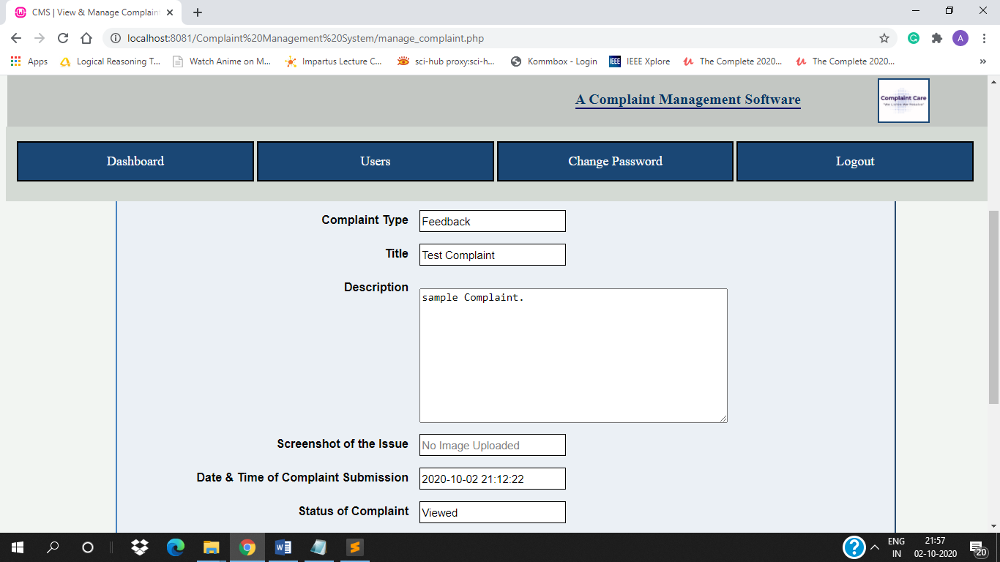 CMS | View & Manage Complain
localhost:8081/Complaint%20Management%20System/manage_complaint.php
A
Apps
Logical Reasoning T...
Watch Anime on M...
Impartus Lecture C...
sci-hub proxy:sci-h...
Kommbox - Login
IEEE
IEEE Xplore
The Complete 2020...
The Complete 2020...
»
A Complaint Management Software
Complaint Care
Dashboard
Users
Change Password
Logout
Complaint Type
Feedback
Title
Test Complaint
Description
sample Complaint.
Screenshot of the Issue
No Image Uploaded
Date & Time of Complaint Submission
2020-10-02 21:12:22
Status of Complaint
Viewed
ENG
IN
21:57
02-10-2020
20